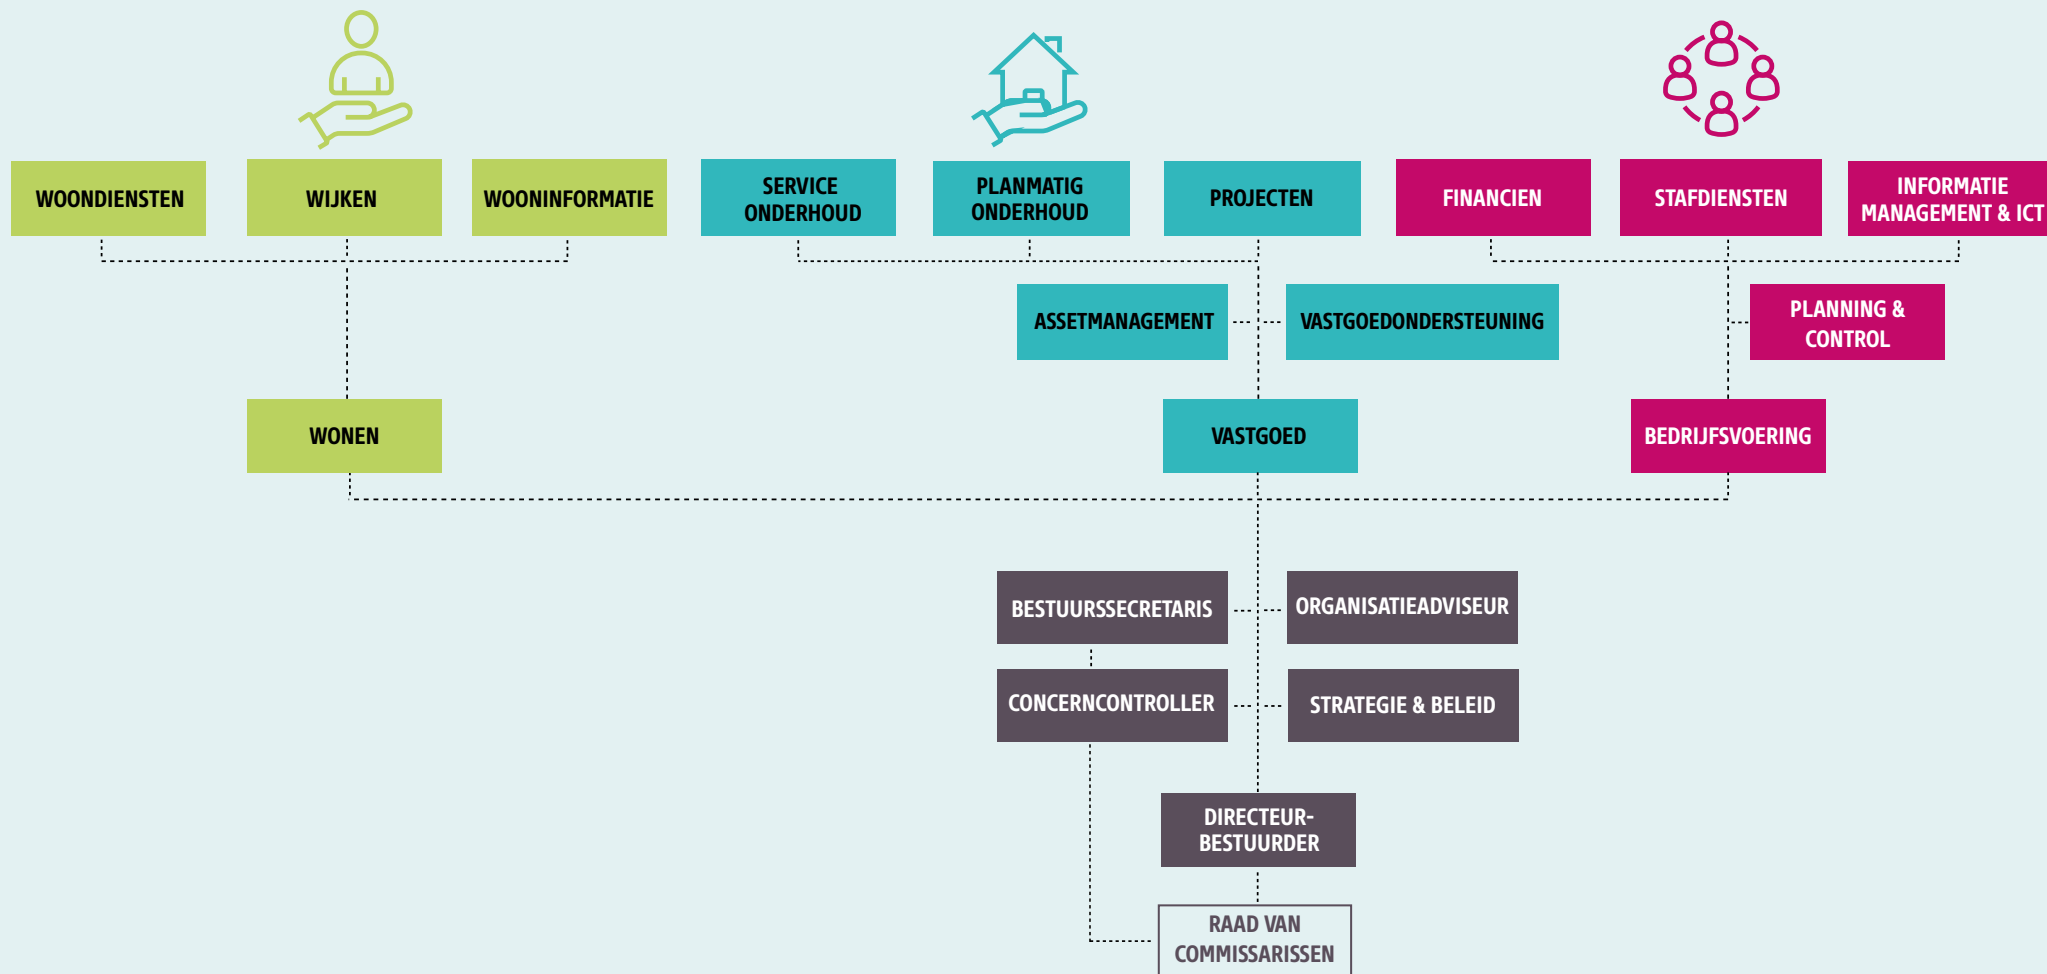 WOONDIENSTEN
WIJKEN
WOONINFORMATIE
SERVICE
ONDERHOUD
PLANMATIG
ONDERHOUD
PROJECTEN
FINANCIEN
STAFDIENSTEN
INFORMATIE
MANAGEMENT & ICT
ASSETMANAGEMENT
VASTGOEDONDERSTEUNING
PLANNING &
CONTROL
WONEN
VASTGOED
BEDRIJFSVOERING
BESTUURSSECRETARIS
ORGANISATIEADVISEUR
CONCERNCONTROLLER
STRATEGIE & BELEID
DIRECTEUR-
BESTUURDER
RAAD VAN
COMMISSARISSEN